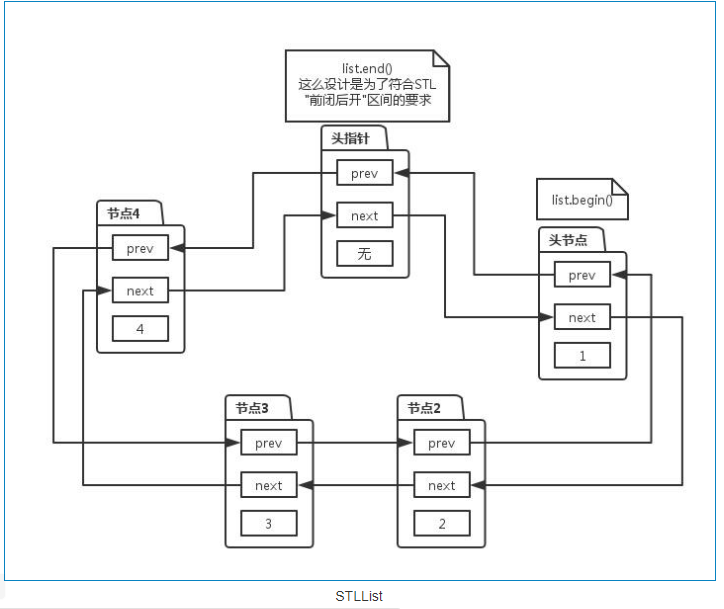 list.end()
这么设计是为了符合STL
"前闭后开"区间的要求
头指针
prev
next
无
list.begin()
头节点
prev
next
1
节点4
prev
next
4
节点3
prev
next
3
节点2
prev
next
2
STLList